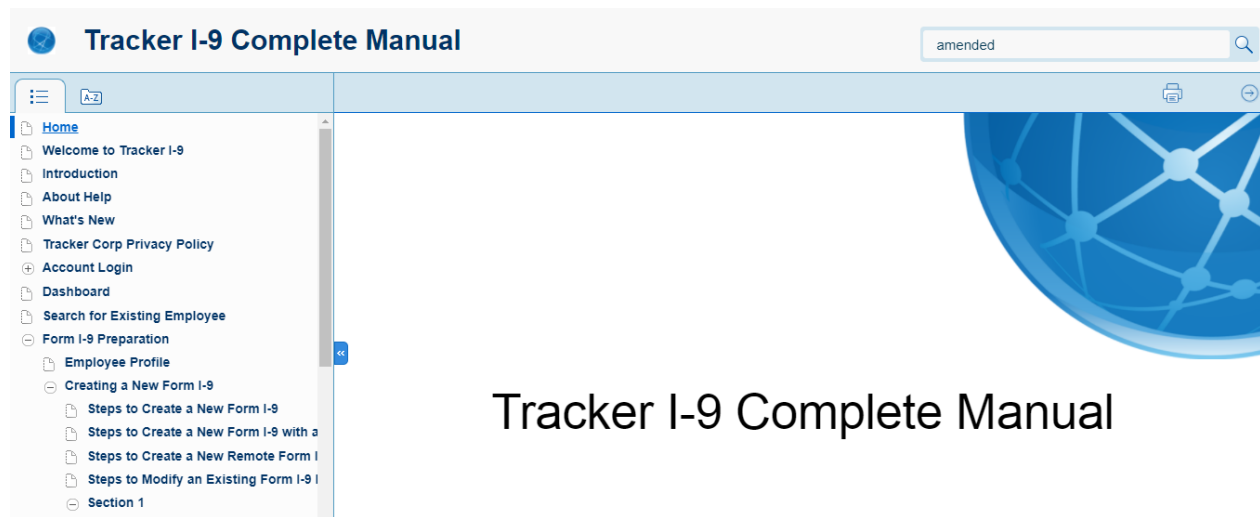 Tracker I-9 Complete Manual
amended
A-Z
Home
Welcome to Tracker I-9
Introduction
About Help
What's New
Tracker Corp Privacy Policy
Account Login
Dashboard
Search for Existing Employee
Form I-9 Preparation
Employee Profile
Creating a New Form I-9
Steps to Create a New Form I-9
Steps to Create a New Form I-9 with a
Steps to Create a New Remote Form I
Steps to Modify an Existing Form I-9 I
Section 1
Tracker I-9 Complete Manual